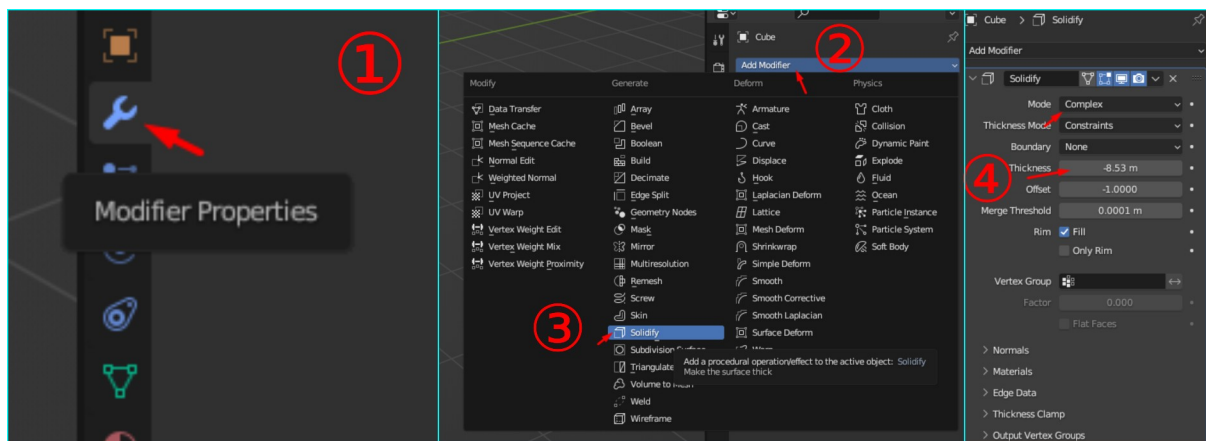 ①
Modifier Properties
②
Cube
Add Modifier
Modify
Data Transfer
Mesh Cache
Mesh Sequence Cache
Normal Edit
Weighted Normal
UV Project
UV Warp
Vertex Weight Edit
Vertex Weight Mix
Vertex Weight Proximity
Generate
Array
Bevel
Boolean
Build
Decimate
Edge Split
Geometry Nodes
Mask
Mirror
Multiresolution
Remesh
Screw
Skin
③
Solidify
Subdivision Surface
Triangulate
Volume to Mesh
Weld
Wireframe
Deform
Armature
Cast
Curve
Displace
Hook
Laplacian Deform
Lattice
Mesh Deform
Shrinkwrap
Simple Deform
Smooth
Smooth Corrective
Smooth Laplacian
Surface Deform
Physics
Cloth
Collision
Dynamic Paint
Explode
Fluid
Ocean
Particle Instance
Particle System
Soft Body
Add a procedural operation/effect to the active object: Solidify
Make the surface thick
Cube > Solidify
Add Modifier
Solidify
Mode Complex
Thickness Mode Constraints
Boundary None
④
Thickness -8.53 m
Offset -1.0000
Merge Threshold 0.0001 m
Rim Fill
Only Rim
Vertex Group
Factor 0.000
Flat Faces
Normals
Materials
Edge Data
Thickness Clamp
Output Vertex Groups